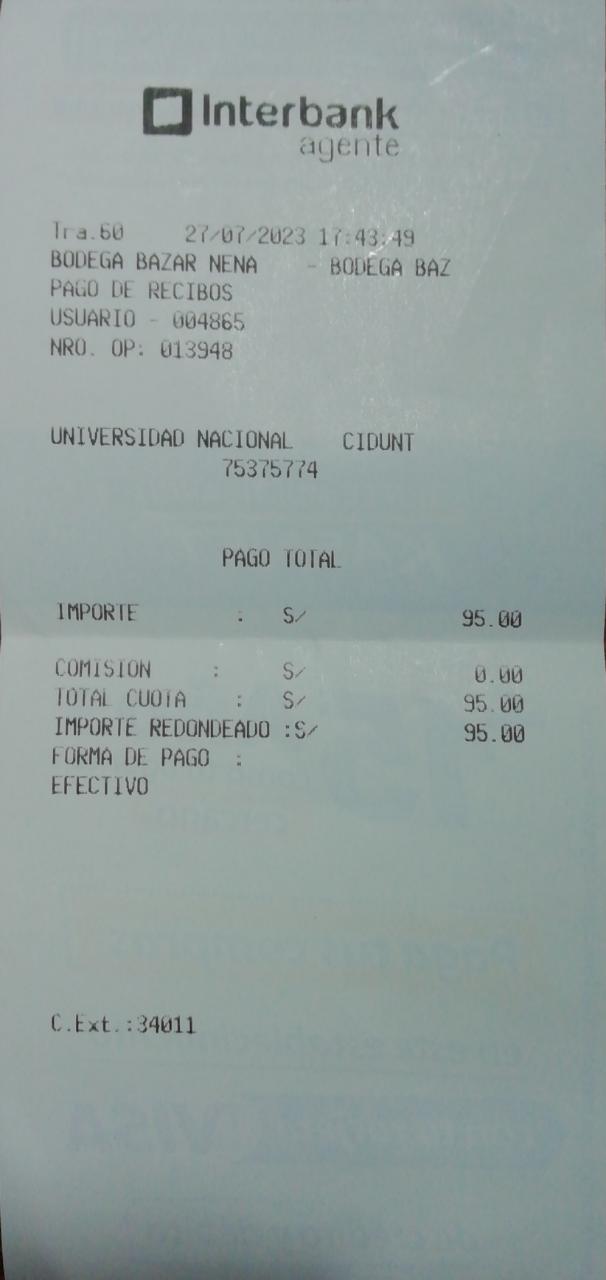 Interbank
agente
Tra.60 27/07/2023 17:43:49
BODEGA BAZAR NENA - BODEGA BAZ
PAGO DE RECIBOS
USUARIO - 004865
NRO. OP: 013948
UNIVERSIDAD NACIONAL CIDUNT
75375774
PAGO TOTAL
IMPORTE : S/ 95.00
COMISION : S/ 0.00
TOTAL CUOTA : S/ 95.00
IMPORTE REDONDEADO :S/ 95.00
FORMA DE PAGO :
EFECTIVO
C.Ext.:34011